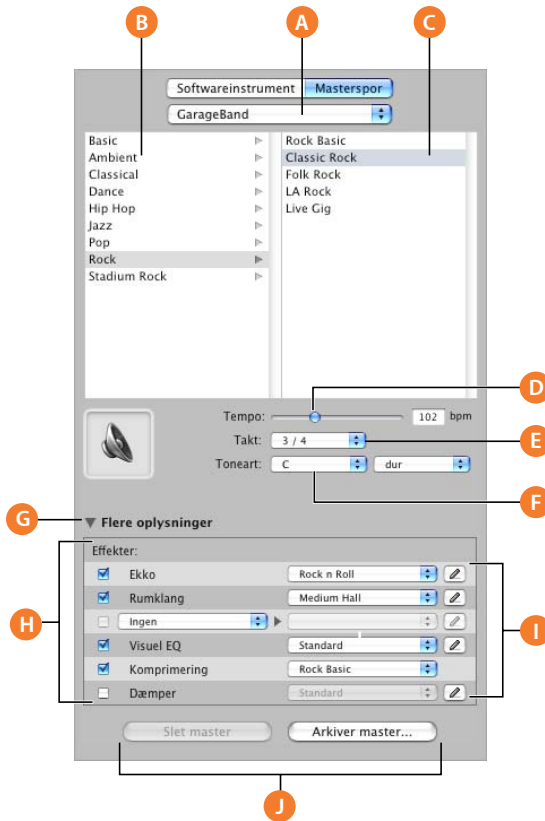 B A C
Softwareinstrument Masterspor
GarageBand
Basic Rock Basic
Ambient Classic Rock
Classical Folk Rock
Dance LA Rock
Hip Hop Live Gig
Jazz
Pop
Rock
Stadium Rock
D
Tempo: 102 bpm
Takt: 3 / 4 E
Toneart: C dur
F
G Flere oplysninger
Effekter:
Ekko Rock n Roll
Rumklang Medium Hall
H Ingen I
Visuel EQ Standard
Komprimering Rock Basic
Dæmper Standard
Slet master Arkiver master...
J